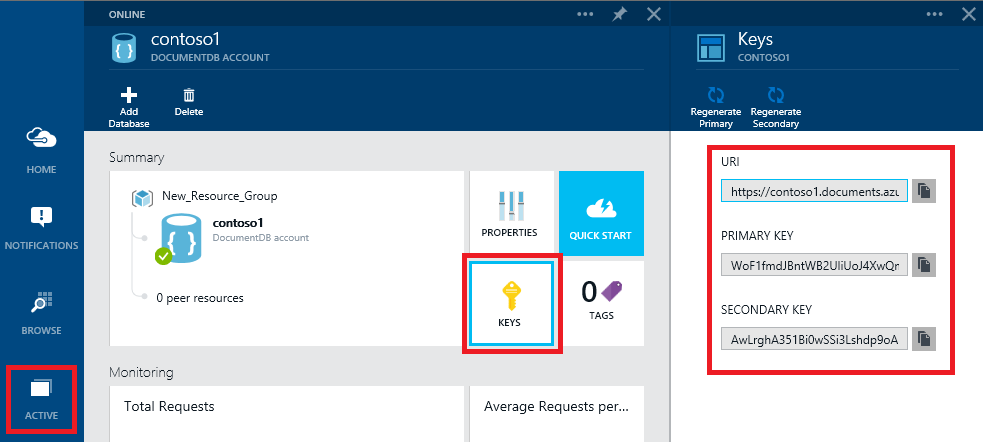 HOME
NOTIFICATIONS
BROWSE
ACTIVE
ONLINE
contoso1
DOCUMENTDB ACCOUNT
Add
Database
Delete
Summary
New_Resource_Group
contoso1
DocumentDB account
0 peer resources
PROPERTIES
QUICK START
KEYS
0
TAGS
Monitoring
Total Requests
Average Requests per...
Keys
CONTOSO1
Regenerate
Primary
Regenerate
Secondary
URI
https://contoso1.documents.azu
PRIMARY KEY
WoF1fmdJBntWB2UIiUoJ4XwQn
SECONDARY KEY
AwLrghA351Bi0wSSi3Lshdp9oA